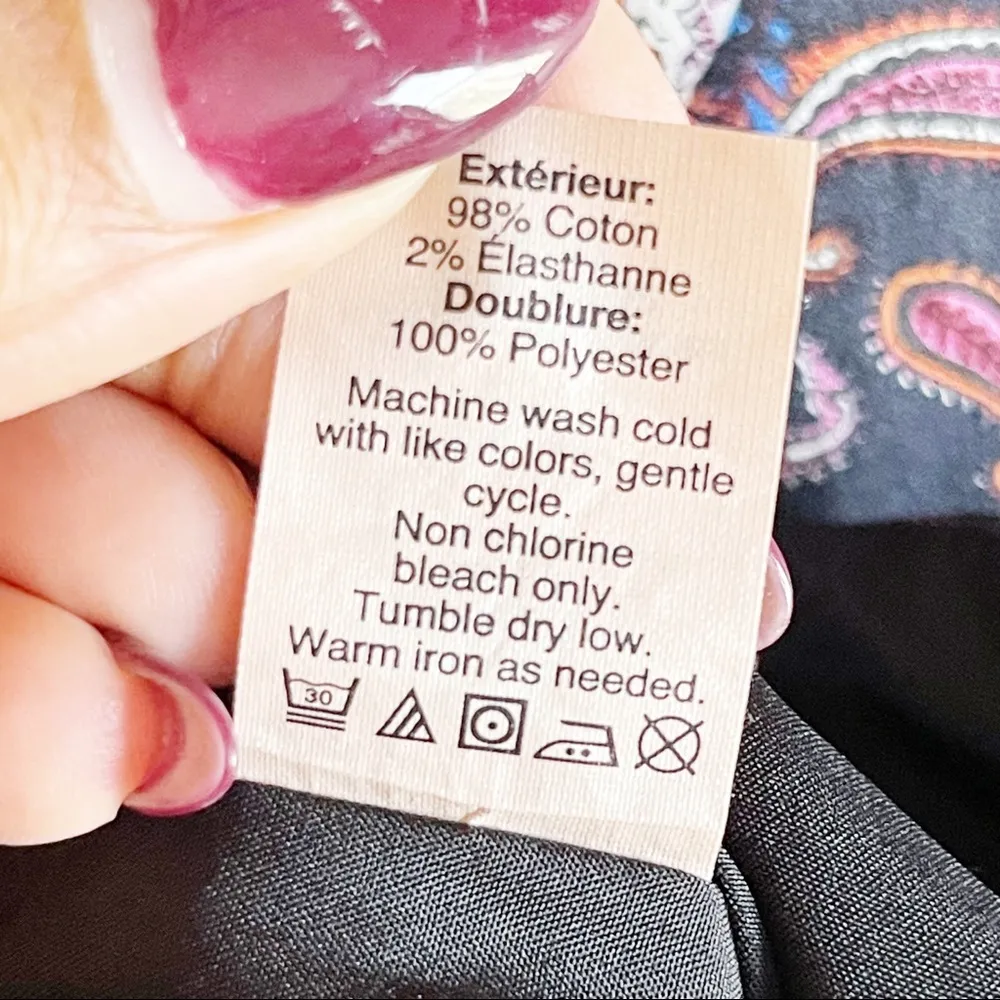 Extérieur:
98% Coton
2% Élasthanne
Doublure:
100% Polyester
Machine wash cold
with like colors, gentle
cycle.
Non chlorine
bleach only.
Tumble dry low.
Warm iron as needed.
30